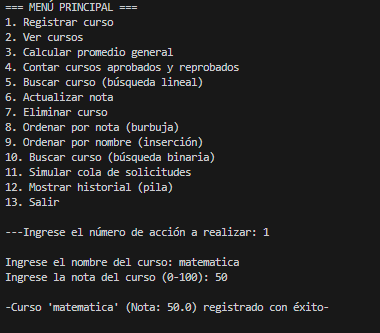 === MENÚ PRINCIPAL ===
1. Registrar curso
2. Ver cursos
3. Calcular promedio general
4. Contar cursos aprobados y reprobados
5. Buscar curso (búsqueda lineal)
6. Actualizar nota
7. Eliminar curso
8. Ordenar por nota (burbuja)
9. Ordenar por nombre (inserción)
10. Buscar curso (búsqueda binaria)
11. Simular cola de solicitudes
12. Mostrar historial (pila)
13. Salir
---Ingrese el número de acción a realizar: 1
Ingrese el nombre del curso: matematica
Ingrese la nota del curso (0-100): 50
-Curso 'matematica' (Nota: 50.0) registrado con éxito-